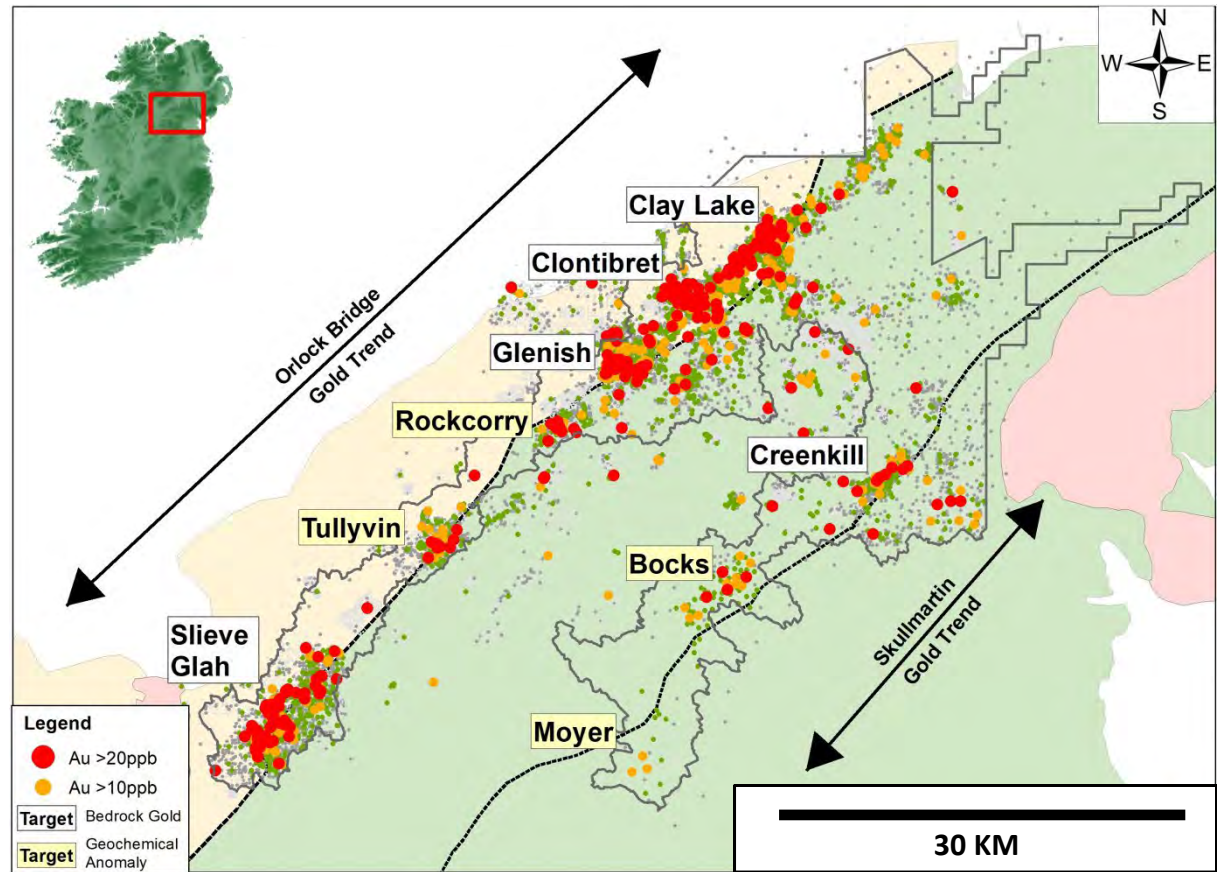 N
W E
S
Orlock Bridge
Gold Trend
Clay Lake
Clontibret
Glenish
Rockcorry
Creenkill
Tullyvin
Bocks
Skullmartin
Gold Trend
Slieve
Glah
Moyer
Legend
Au >20ppb
Au >10ppb
Target Bedrock Gold
Target Geochemical
Anomaly
30 KM